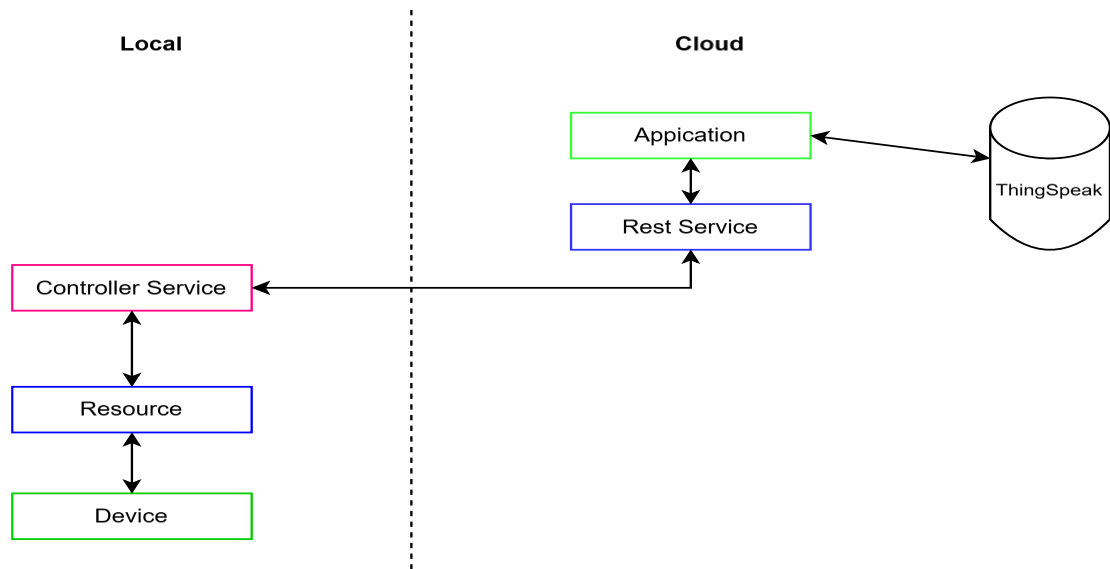 Local
Cloud
Appication
ThingSpeak
Rest Service
Controller Service
Resource
Device